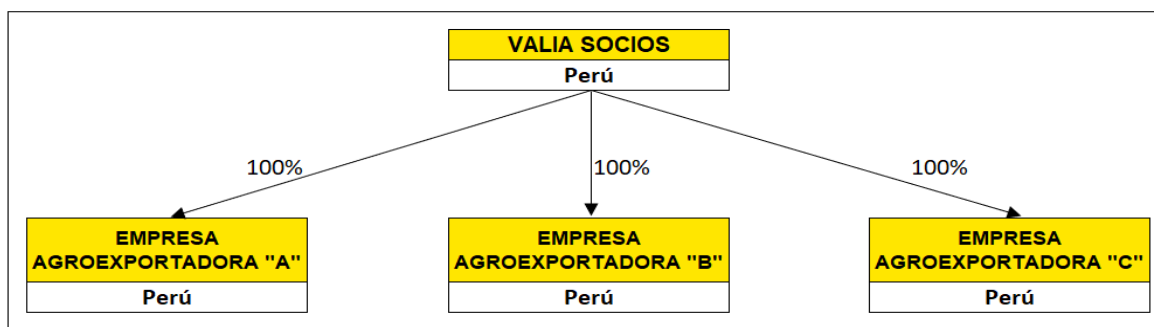 VALIA SOCIOS
Perú
100%
100%
100%
EMPRESA
AGROEXPORTADORA "A"
Perú
EMPRESA
AGROEXPORTADORA "B"
Perú
EMPRESA
AGROEXPORTADORA "C"
Perú